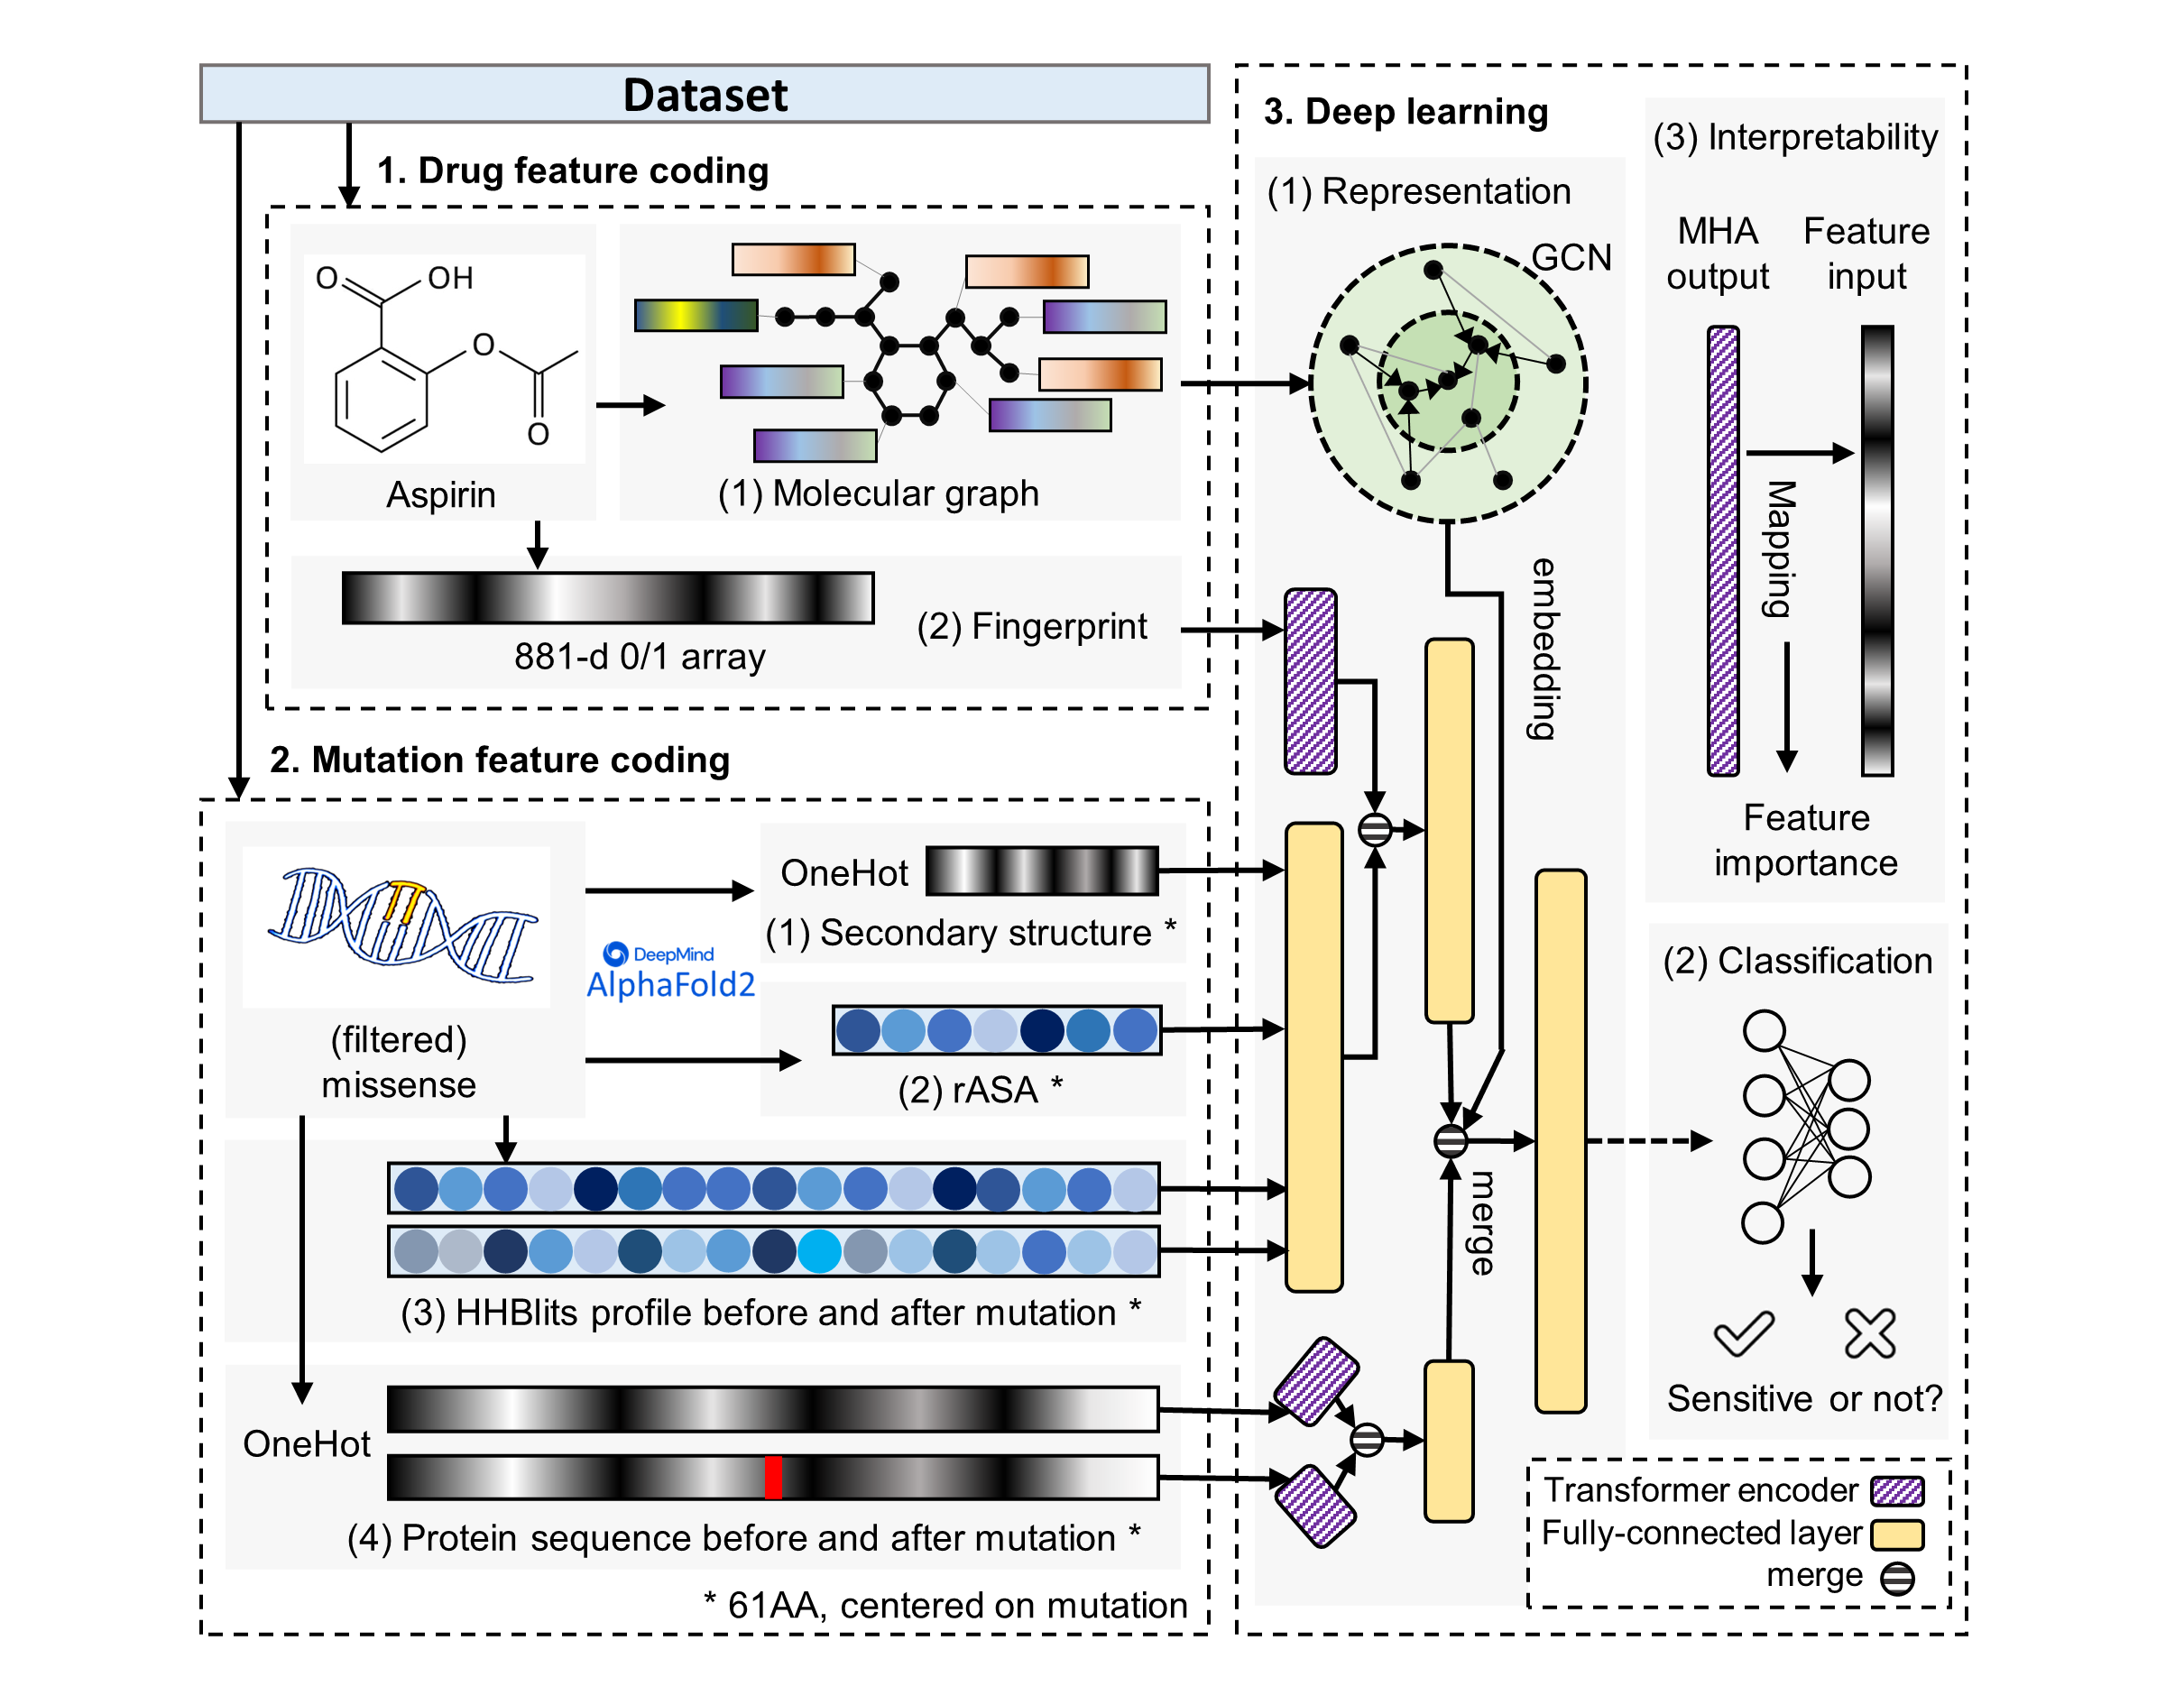 Dataset
1. Drug feature coding
O
OH
O
O
Aspirin
(1) Molecular graph
881-d 0/1 array
(2) Fingerprint
2. Mutation feature coding
(filtered)
missense
DeepMind
AlphaFold2
OneHot
(1) Secondary structure *
(2) rASA *
(3) HHBlits profile before and after mutation *
OneHot
(4) Protein sequence before and after mutation *
* 61AA, centered on mutation
3. Deep learning
(1) Representation
GCN
embedding
merge
(3) Interpretability
MHA
output
Feature
input
Mapping
Feature
importance
(2) Classification
Sensitive or not?
Transformer encoder
Fully-connected layer
merge